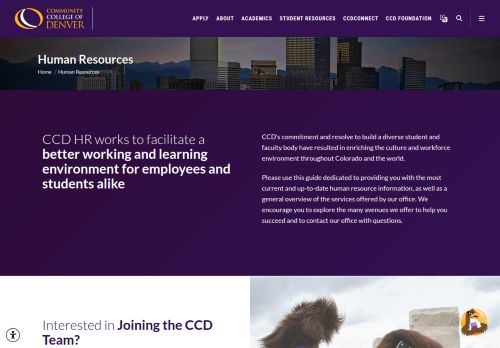 COMMUNITY
COLLEGE OF
DENVER
APPLY ABOUT ACADEMICS STUDENT RESOURCES CCDCONNECT CCD FOUNDATION
Human Resources
Home / Human Resources
CCD HR works to facilitate a
better working and learning
environment for employees and
students alike
CCD's commitment and resolve to build a diverse student and
faculty body have resulted in enriching the culture and workforce
environment throughout Colorado and the world.
Please use this guide dedicated to providing you with the most
current and up-to-date human resource information, as well as a
general overview of the services offered by our office. We
encourage you to explore the many avenues we offer to help you
succeed and to contact our office with questions.
Interested in Joining the CCD
Team?